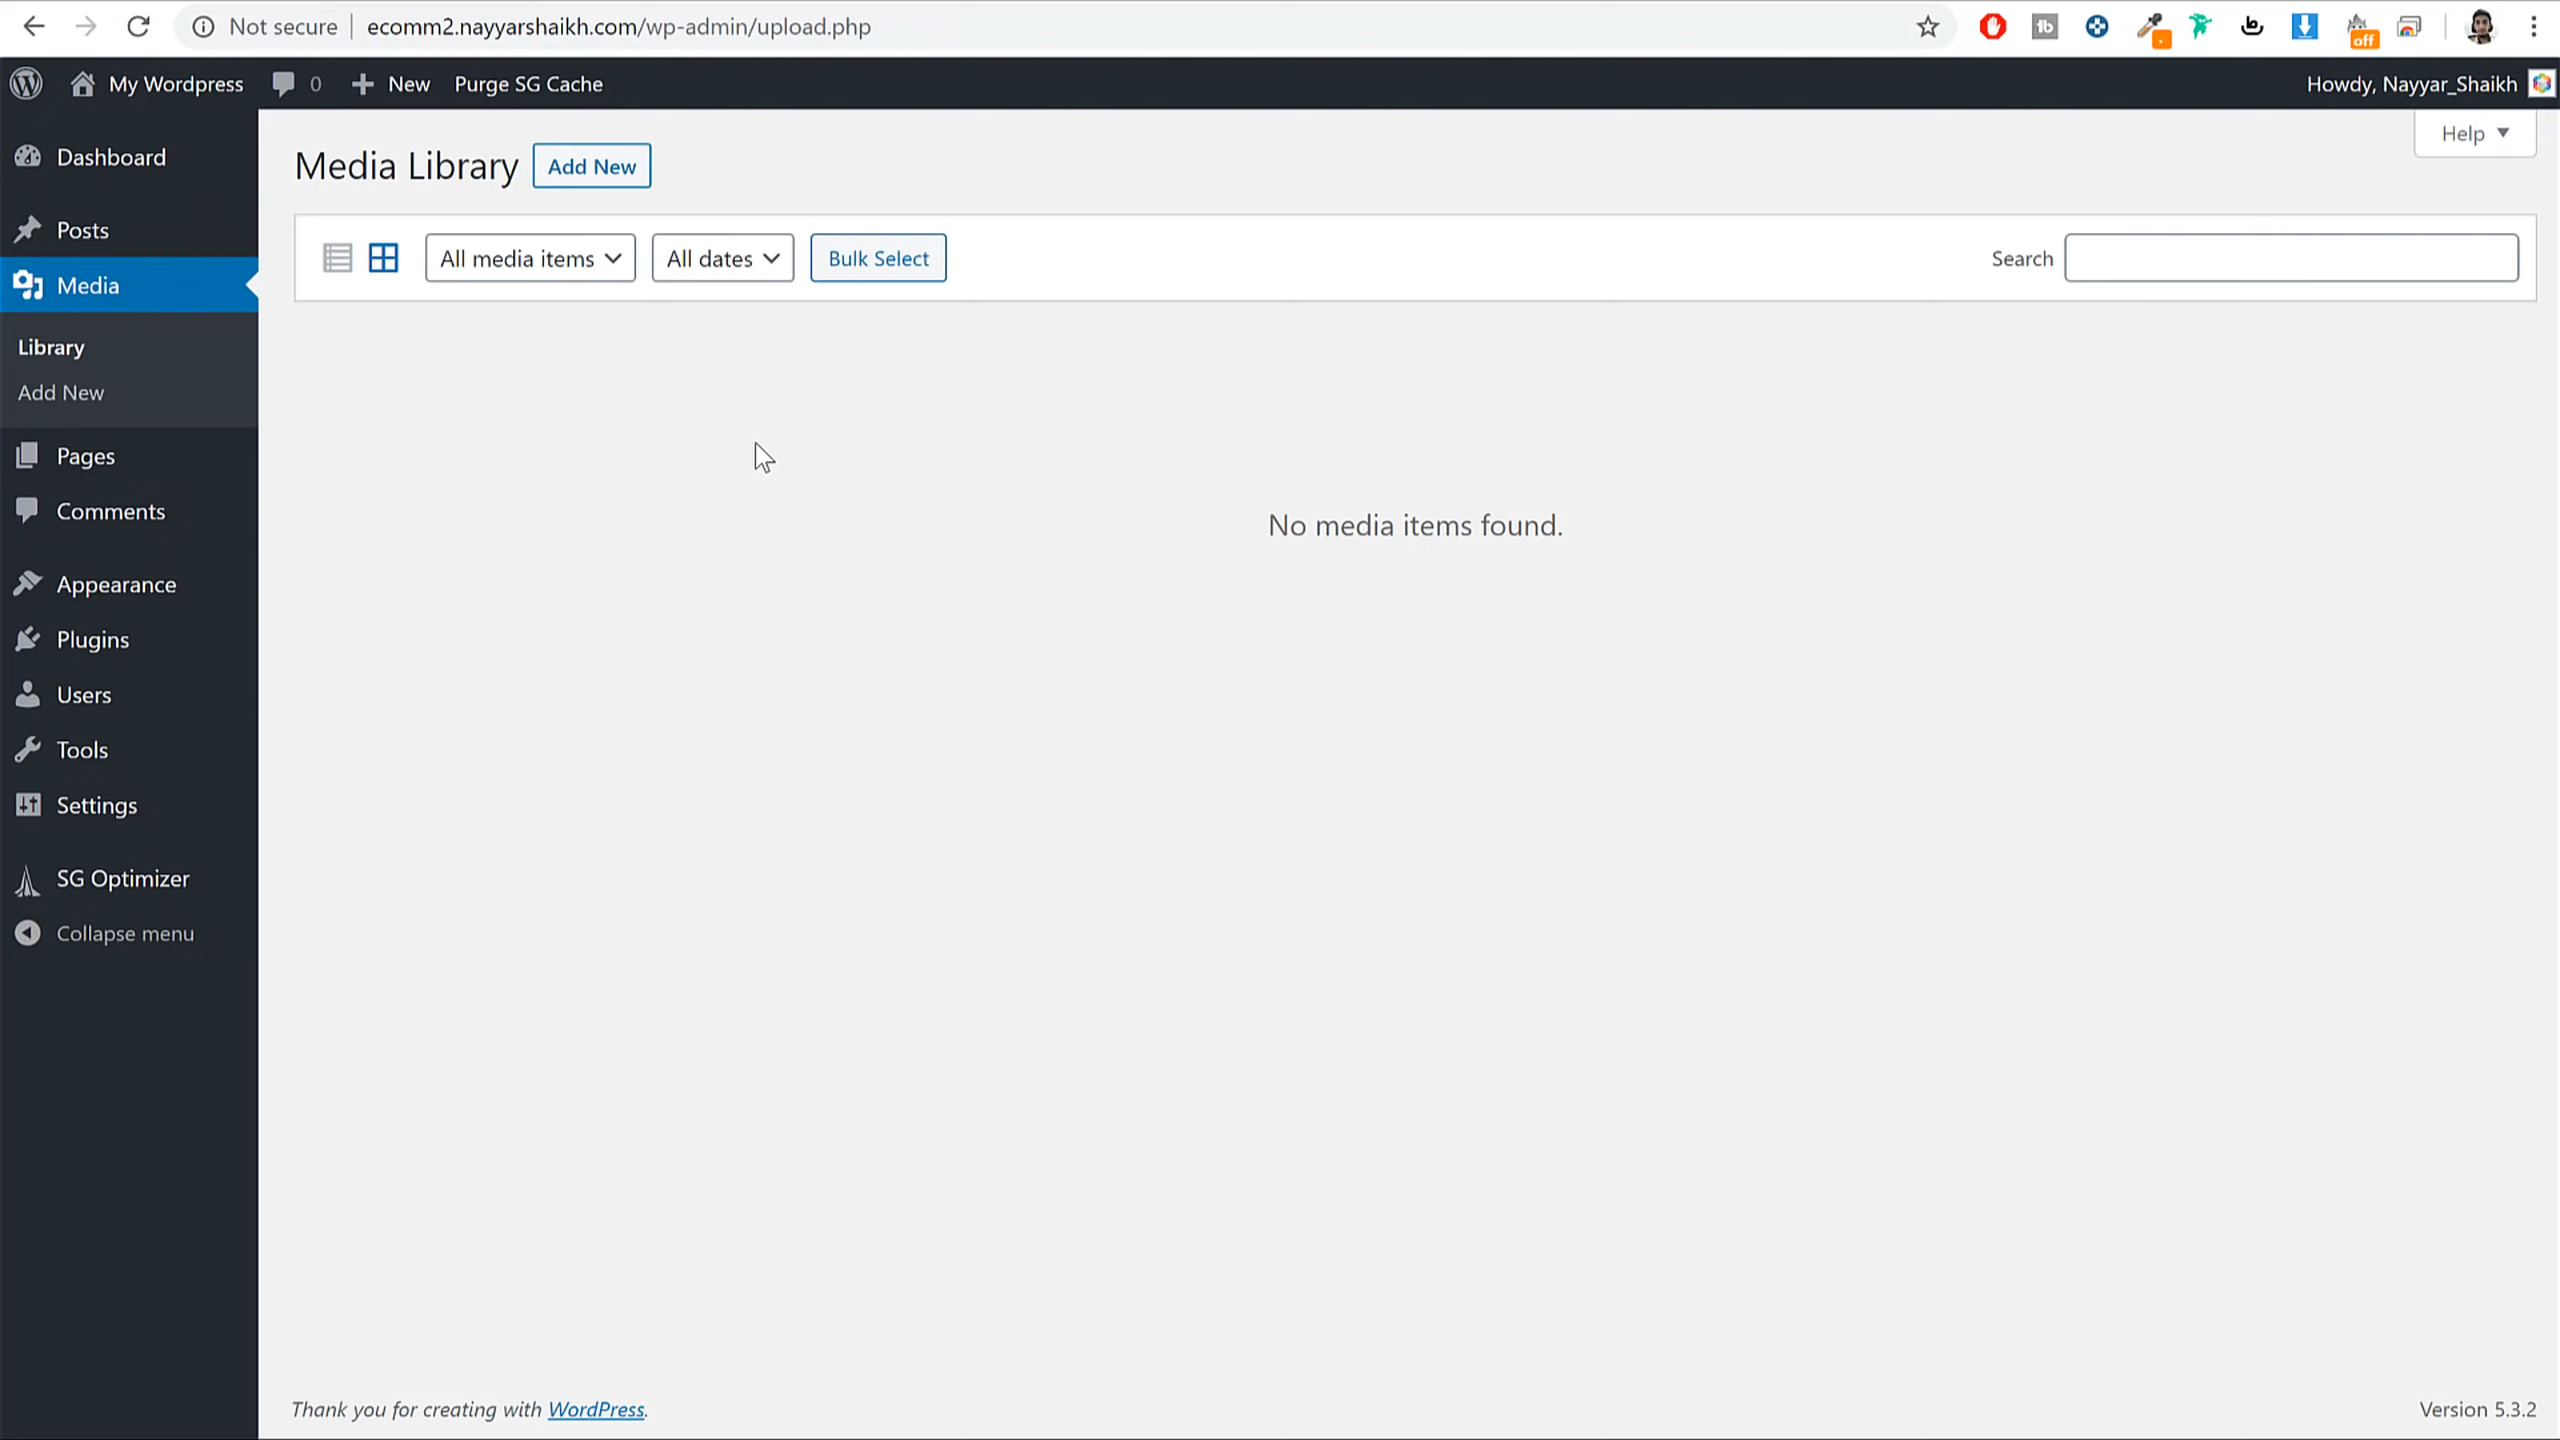 Not secure | ecomm2.nayyarshaikh.com/wp-admin/upload.php
off
My Wordpress 0 New Purge SG Cache Howdy, Nayyar_Shaikh
Help
Dashboard
Posts
Media
Library
Add New
Pages
Comments
Appearance
Plugins
Users
Tools
Settings
SG Optimizer
Collapse menu
Media Library Add New
All media items All dates Bulk Select Search
No media items found.
Thank you for creating with WordPress.
Version 5.3.2